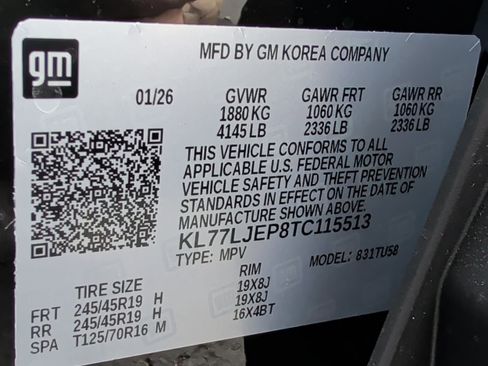 gm
MFD BY GM KOREA COMPANY
01/26 GVWR GAWR FRT GAWR RR
1880 KG 1060 KG 1060 KG
4145 LB 2336 LB 2336 LB
THIS VEHICLE CONFORMS TO ALL
APPLICABLE U.S. FEDERAL MOTOR
VEHICLE SAFETY AND THEFT PREVENTION
STANDARDS IN EFFECT ON THE DATE OF
MANUFACTURE SHOWN ABOVE.
KL77LJEP8TC115513
TYPE: MPV MODEL: 831TU58
TIRE SIZE RIM
FRT 245/45R19 H 19X8J
RR 245/45R19 H 19X8J
SPA T125/70R16 M 16X4BT